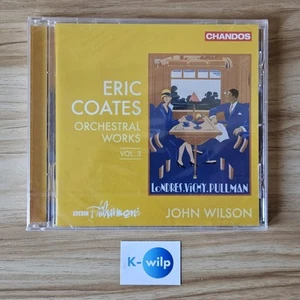 CHANDOS
ERIC
COATES
ORCHESTRAL
WORKS
VOL. 3
LONDRES.VICHY.PULLMAN
BBC Philharmonic
JOHN WILSON
K-wilp